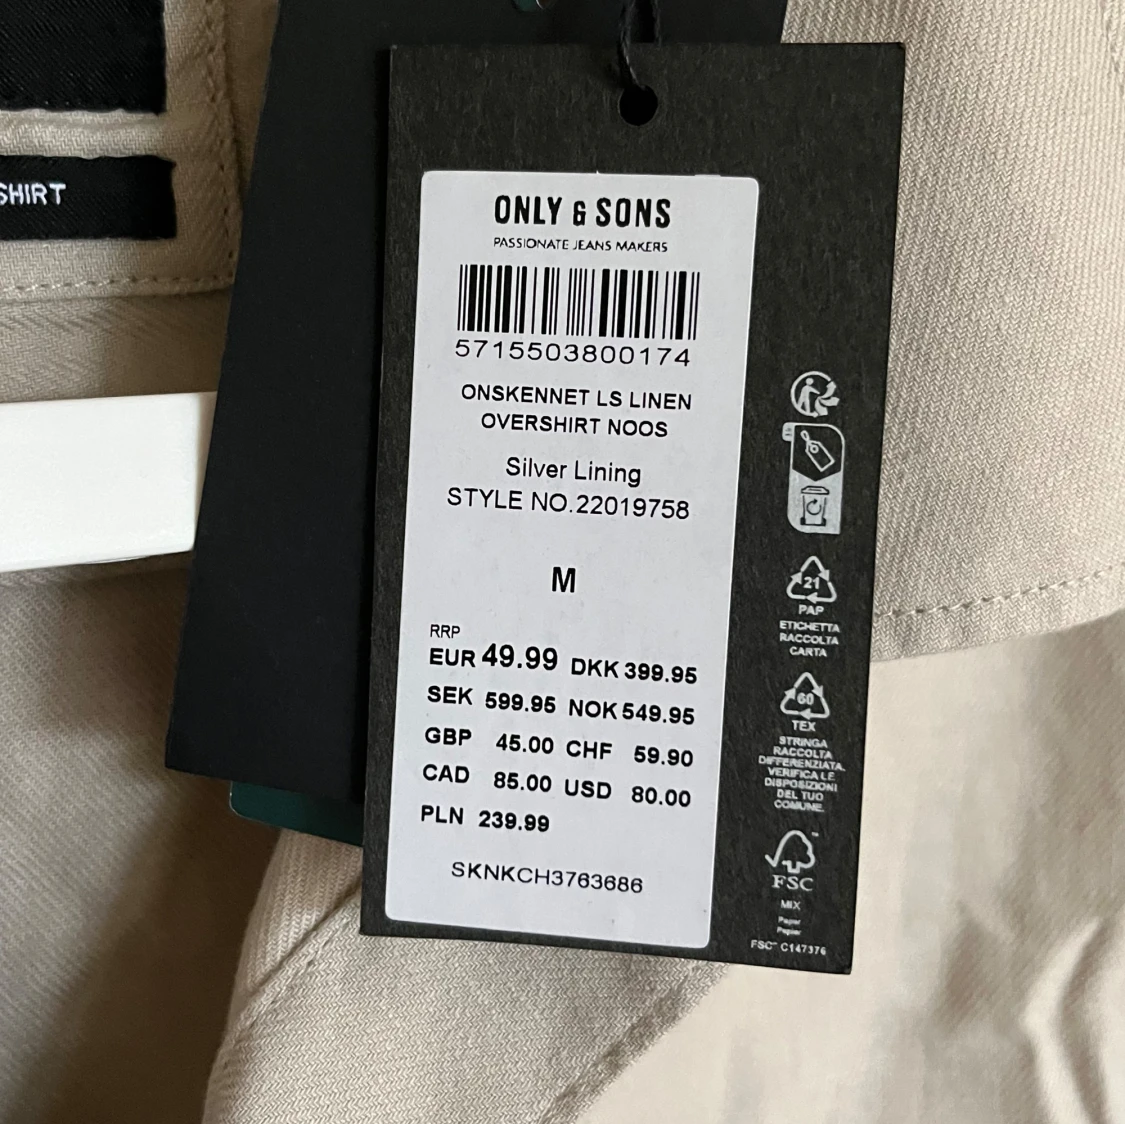 SHIRT
ONLY & SONS
PASSIONATE JEANS MAKERS
5715503800174
ONSKENNET LS LINEN
OVERSHIRT NOOS
Silver Lining
STYLE NO.22019758
M
RRP
EUR 49.99 DKK 399.95
SEK 599.95 NOK 549.95
GBP 45.00 CHF 59.90
CAD 85.00 USD 80.00
PLN 239.99
SKNKCH3763686
21
PAP
ETICHETTA
RACCOLTA
CARTA
60
TEX
STRINGA
RACCOLTA
DIFFERENZIATA.
VERIFICA LE
DISPOSIZIONI
DEL TUO
COMUNE.
FSC™
MIX
Paper
Papier
FSC™ C147376